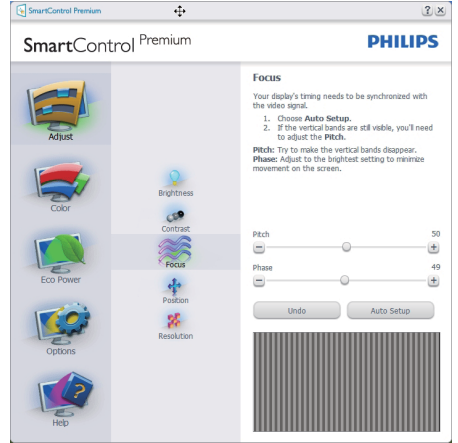 SmartControl Premium
? X
SmartControl Premium
PHILIPS
Adjust
Color
Eco Power
Options
Help
Brightness
Contrast
Focus
Position
Resolution
Focus
Your display's timing needs to be synchronized with
the video signal.
1. Choose Auto Setup.
2. If the vertical bands are still visible, you'll need
to adjust the Pitch.
Pitch: Try to make the vertical bands disappear.
Phase: Adjust to the brightest setting to minimize
movement on the screen.
Pitch 50
Phase 49
Undo Auto Setup